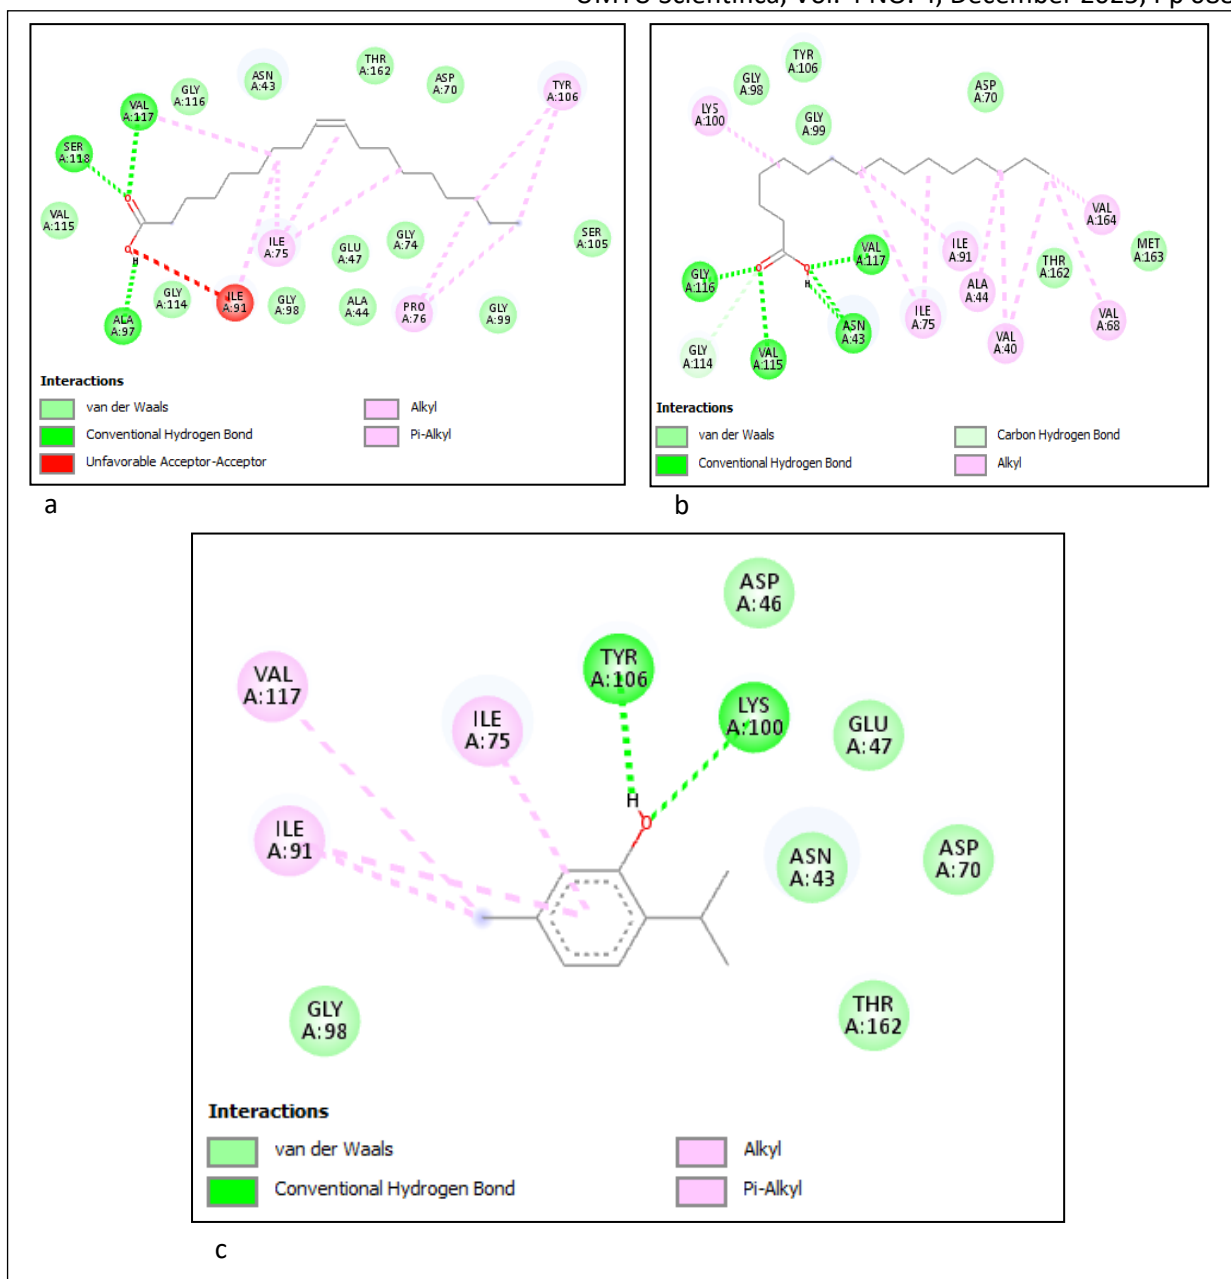 VAL A:117
GLY A:116
ASN A:43
THR A:162
ASP A:70
TYR A:106
SER A:118
VAL A:115
O
O
H
ILE A:75
GLU A:47
GLY A:74
SER A:105
GLY A:114
ILE A:91
GLY A:98
ALA A:44
PRO A:76
GLY A:99
ALA A:97
Interactions
van der Waals
Conventional Hydrogen Bond
Unfavorable Acceptor-Acceptor
Alkyl
Pi-Alkyl
a
TYR A:106
GLY A:98
LYS A:100
GLY A:99
ASP A:70
VAL A:164
VAL A:117
ILE A:91
THR A:162
MET A:163
GLY A:116
O
O
H
ALA A:44
ILE A:75
VAL A:68
ASN A:43
VAL A:40
GLY A:114
VAL A:115
Interactions
van der Waals
Conventional Hydrogen Bond
Carbon Hydrogen Bond
Alkyl
b
ASP A:46
TYR A:106
VAL A:117
ILE A:75
LYS A:100
GLU A:47
H
O
ILE A:91
ASN A:43
ASP A:70
GLY A:98
THR A:162
Interactions
van der Waals
Conventional Hydrogen Bond
Alkyl
Pi-Alkyl
c